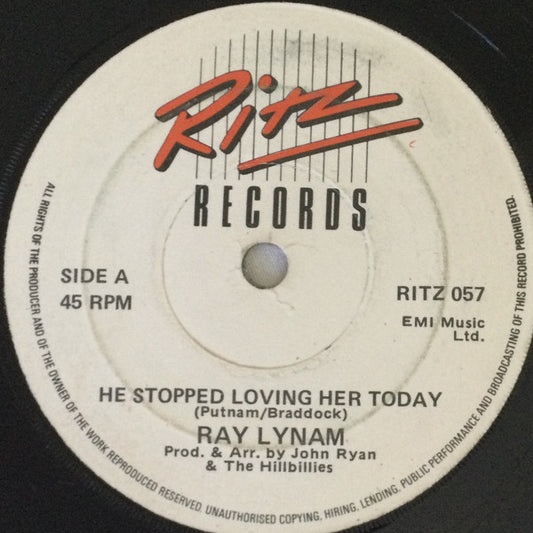 Ritz
RECORDS
SIDE A
45 RPM
RITZ 057
EMI Music
Ltd.
HE STOPPED LOVING HER TODAY
(Putnam/Braddock)
RAY LYNAM
Prod. & Arr. by John Ryan
& The Hillbillies
ALL RIGHTS OF THE PRODUCER AND OF THE OWNER OF THE WORK REPRODUCED RESERVED. UNAUTHORISED COPYING, HIRING, LENDING, PUBLIC PERFORMANCE AND BROADCASTING OF THIS RECORD PROHIBITED.